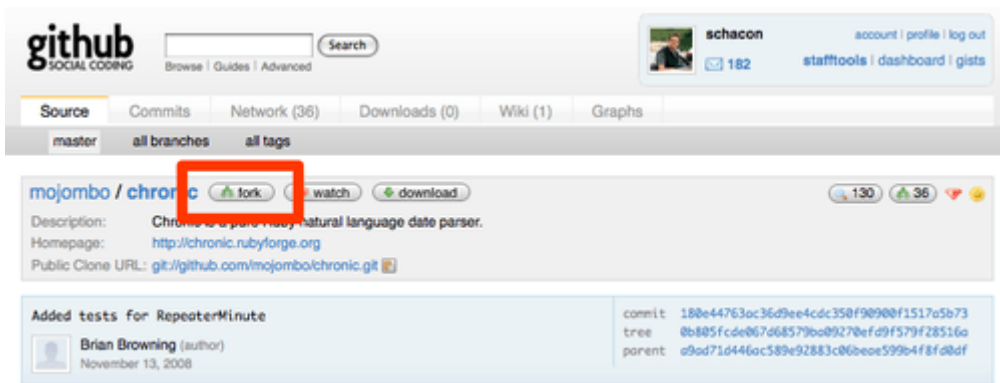 github
SOCIAL CODING
Search
Browse | Guides | Advanced
schacon
account | profile | log out
182
stafftools | dashboard | gists
Source Commits Network (36) Downloads (0) Wiki (1) Graphs
master all branches all tags
mojombo / chronic fork watch download 130 36
Description: Chronic is a pure Ruby natural language date parser.
Homepage: http://chronic.rubyforge.org
Public Clone URL: git://github.com/mojombo/chronic.git
Added tests for RepeaterMinute
Brian Browning (author)
November 13, 2008
commit 180e44763ac36d9ee4cdc350f90900f1517a5b73
tree 0b805fcde067d68579ba09270efd9f579f28516a
parent a9ad71d446ac589e92883c06beae599b4f8fd0df